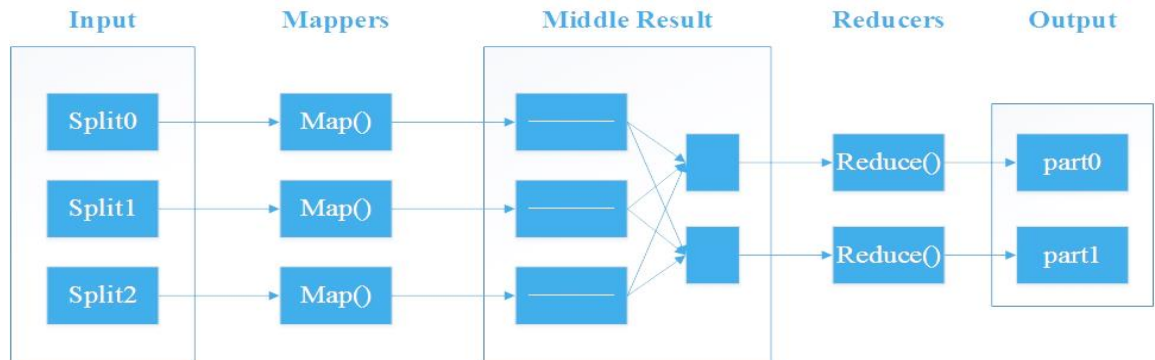 Input Mappers Middle Result Reducers Output
Split0 Map()
Split1 Map()
Split2 Map()
Reduce() part0
Reduce() part1